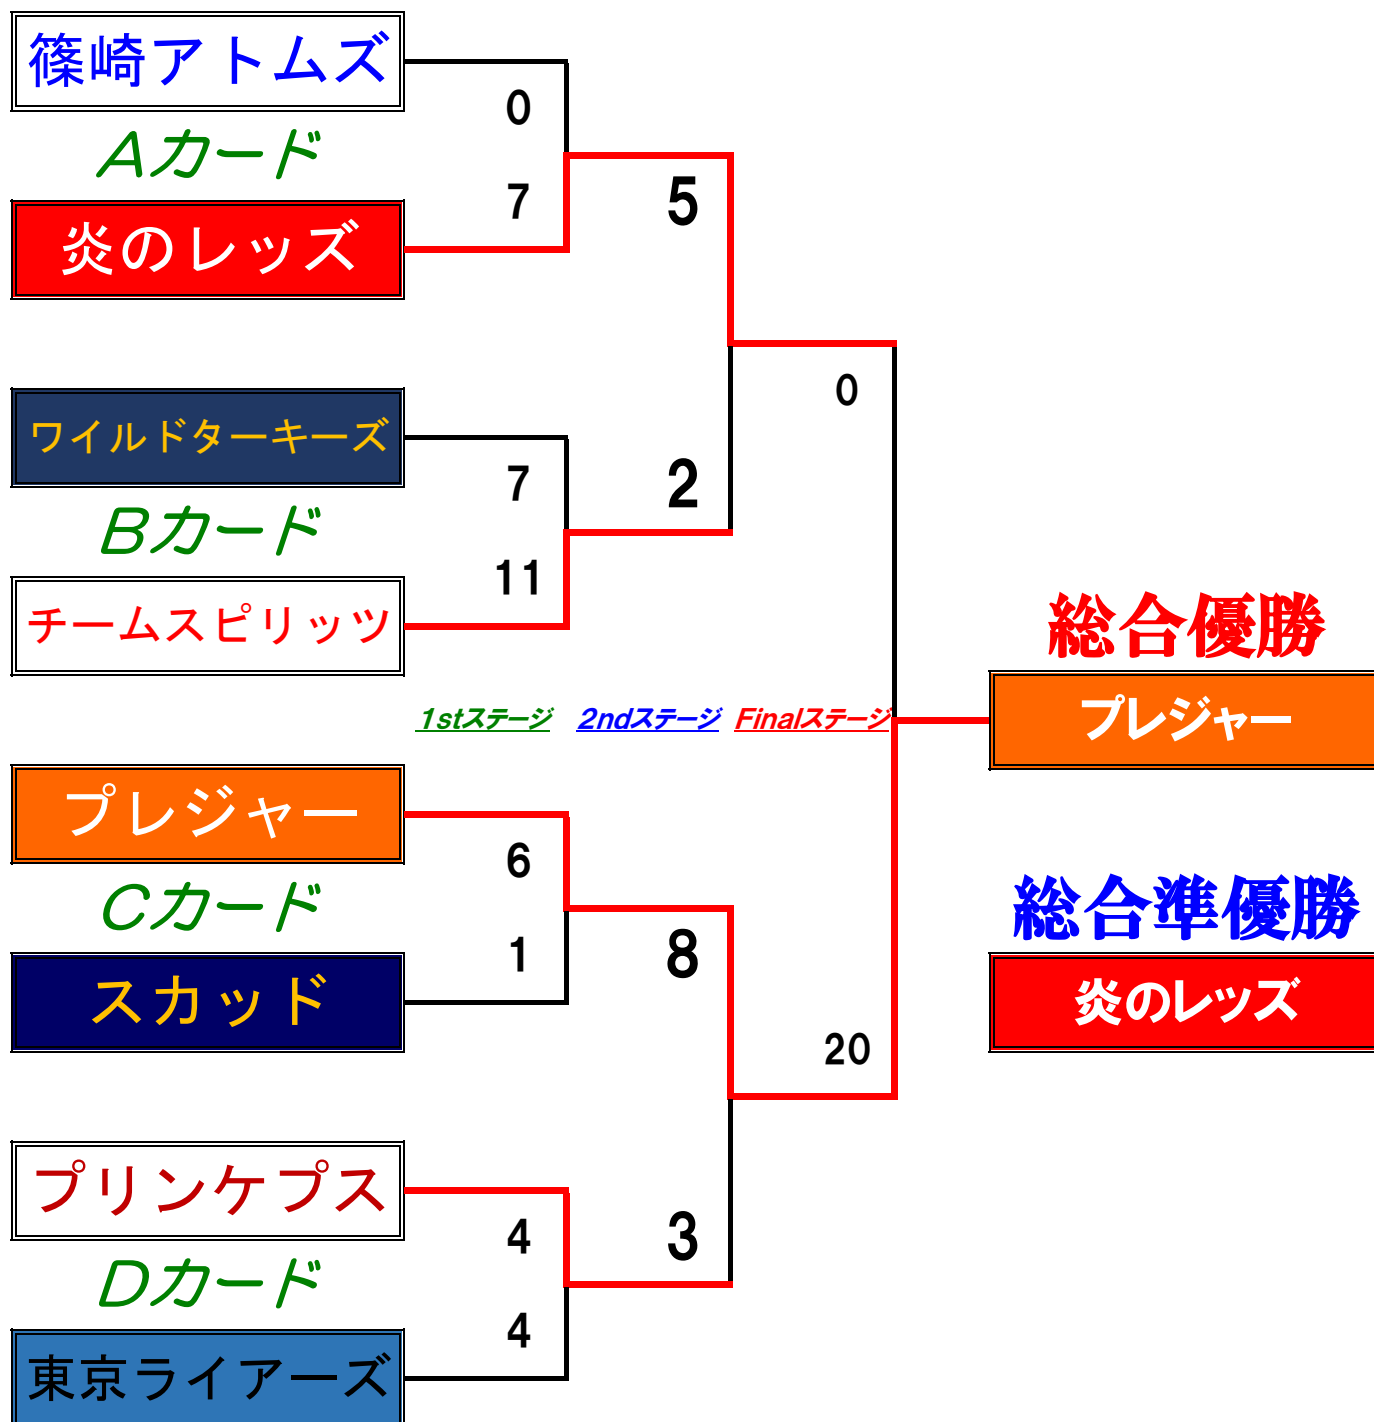 篠崎アトムズ
0
Aカード
7
5
炎のレッズ
0
ワイルドターキーズ
7
2
Bカード
11
チームスピリッツ
総合優勝
1stステージ 2ndステージ Finalステージ
プレジャー
プレジャー
6
Cカード
総合準優勝
1
8
スカッド
炎のレッズ
20
プリンケプス
4
3
Dカード
4
東京ライアーズ